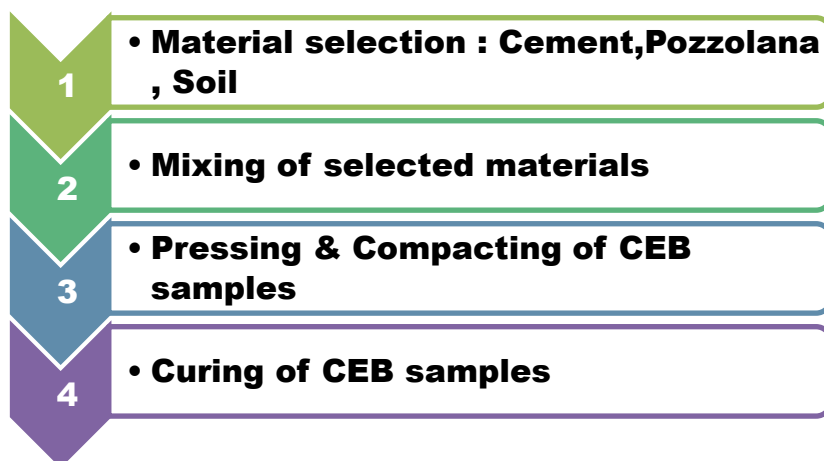 1
• Material selection : Cement,Pozzolana
, Soil
2
• Mixing of selected materials
3
• Pressing & Compacting of CEB
samples
4
• Curing of CEB samples